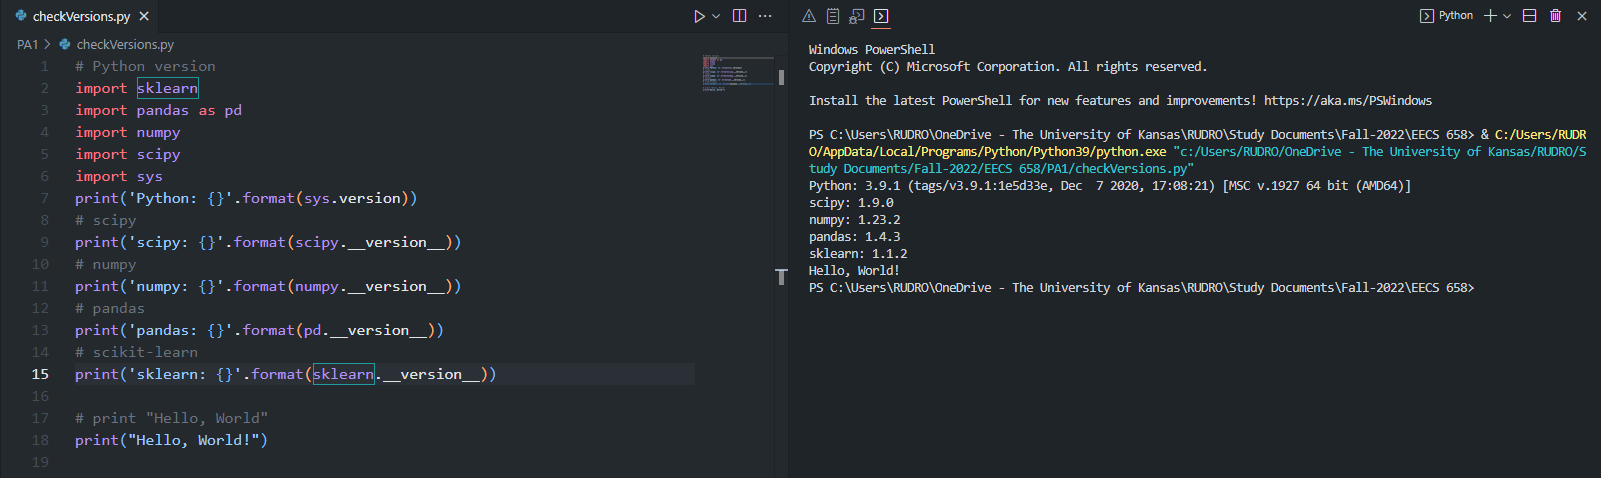 checkVersions.py
PA1 > checkVersions.py
1 # Python version
2 import sklearn
3 import pandas as pd
4 import numpy
5 import scipy
6 import sys
7 print('Python: {}'.format(sys.version))
8 # scipy
9 print('scipy: {}'.format(scipy.__version__))
10 # numpy
11 print('numpy: {}'.format(numpy.__version__))
12 # pandas
13 print('pandas: {}'.format(pd.__version__))
14 # scikit-learn
15 print('sklearn: {}'.format(sklearn.__version__))
16
17 # print "Hello, World"
18 print("Hello, World!")
19
Python
Windows PowerShell
Copyright (C) Microsoft Corporation. All rights reserved.
Install the latest PowerShell for new features and improvements! https://aka.ms/PSWindows
PS C:\Users\RUDRO\OneDrive - The University of Kansas\RUDRO\Study Documents\Fall-2022\EECS 658> & C:/Users/RUDR
O/AppData/Local/Programs/Python/Python39/python.exe "c:/Users/RUDRO/OneDrive - The University of Kansas/RUDRO/S
tudy Documents/Fall-2022/EECS 658/PA1/checkVersions.py"
Python: 3.9.1 (tags/v3.9.1:1e5d33e, Dec  7 2020, 17:08:21) [MSC v.1927 64 bit (AMD64)]
scipy: 1.9.0
numpy: 1.23.2
pandas: 1.4.3
sklearn: 1.1.2
Hello, World!
PS C:\Users\RUDRO\OneDrive - The University of Kansas\RUDRO\Study Documents\Fall-2022\EECS 658>